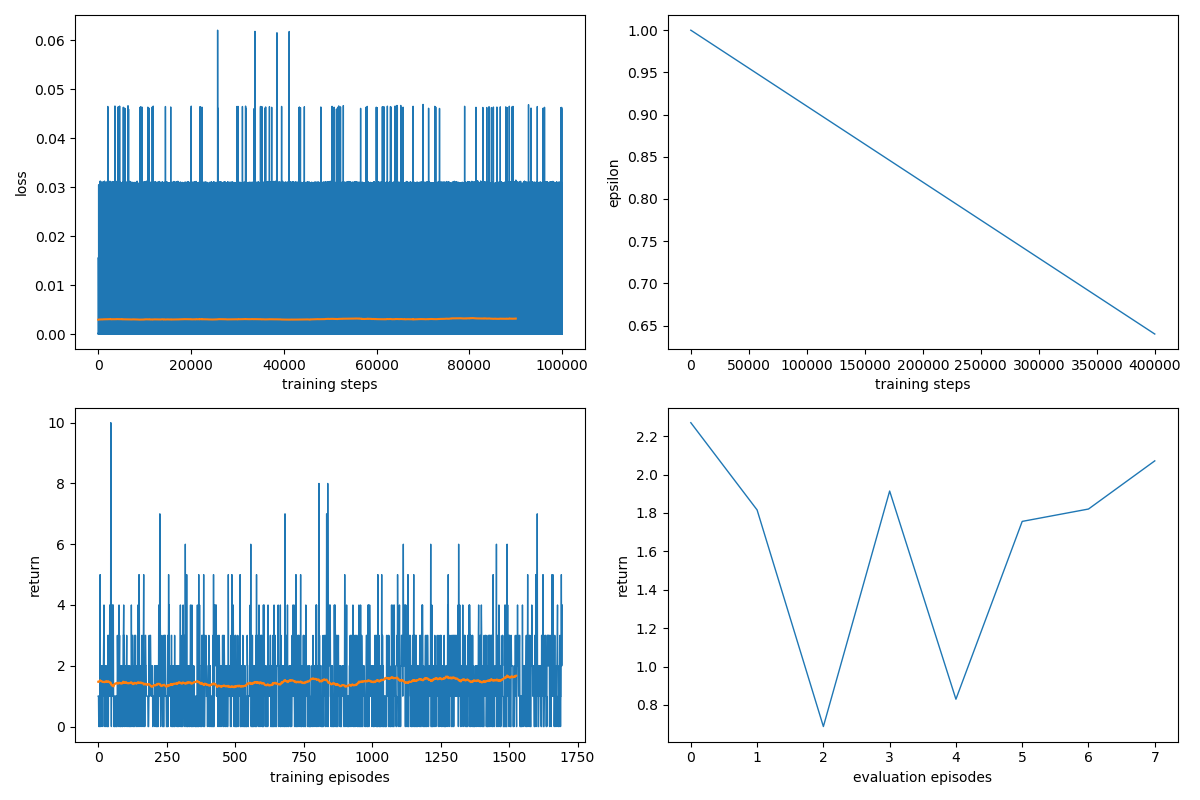 0.06
0.05
0.04
0.03
0.02
0.01
0.00
loss
0 20000 40000 60000 80000 100000
training steps
1.00
0.95
0.90
0.85
0.80
0.75
0.70
0.65
epsilon
0 50000 100000 150000 200000 250000 300000 350000 400000
training steps
10
8
6
4
2
0
return
0 250 500 750 1000 1250 1500 1750
training episodes
2.2
2.0
1.8
1.6
1.4
1.2
1.0
0.8
return
0 1 2 3 4 5 6 7
evaluation episodes